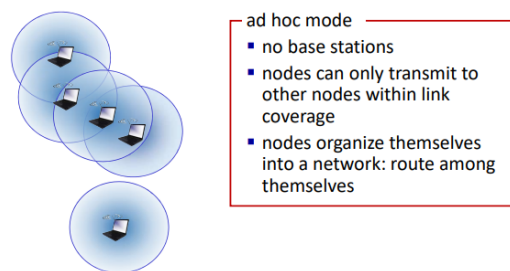 ad hoc mode
▪ no base stations
▪ nodes can only transmit to
other nodes within link
coverage
▪ nodes organize themselves
into a network: route among
themselves